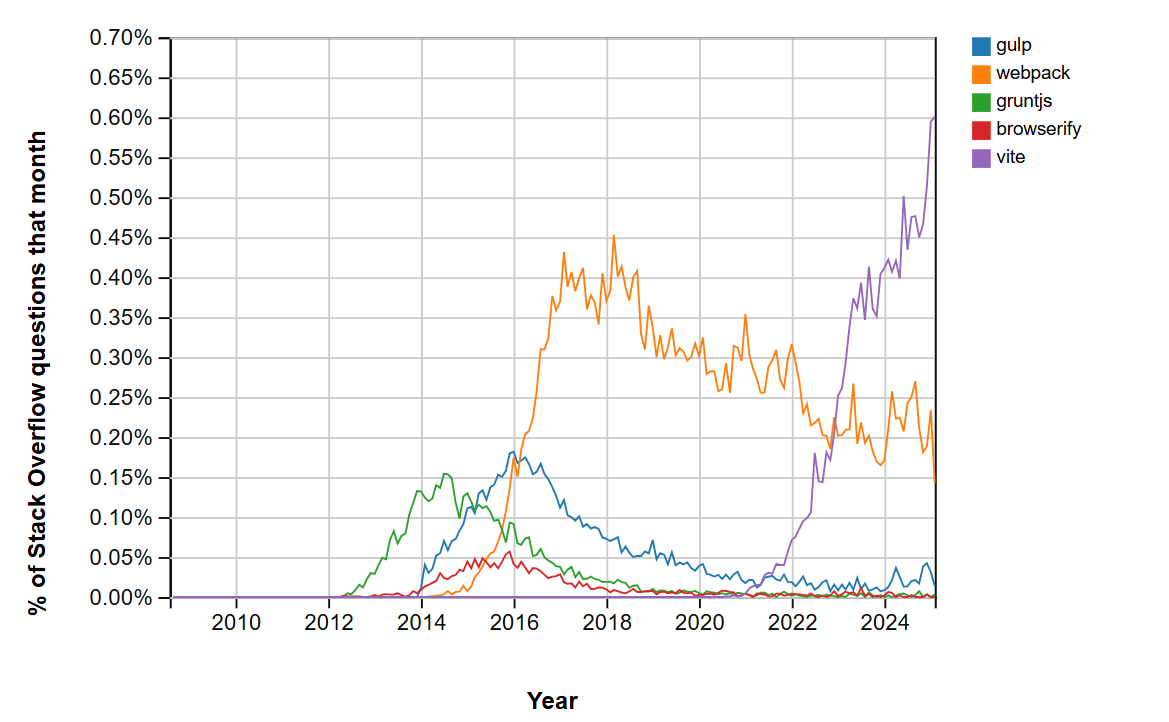 0.70%
0.65%
0.60%
0.55%
0.50%
0.45%
0.40%
0.35%
0.30%
0.25%
0.20%
0.15%
0.10%
0.05%
0.00%
% of Stack Overflow questions that month
2010 2012 2014 2016 2018 2020 2022 2024
Year
gulp
webpack
gruntjs
browserify
vite